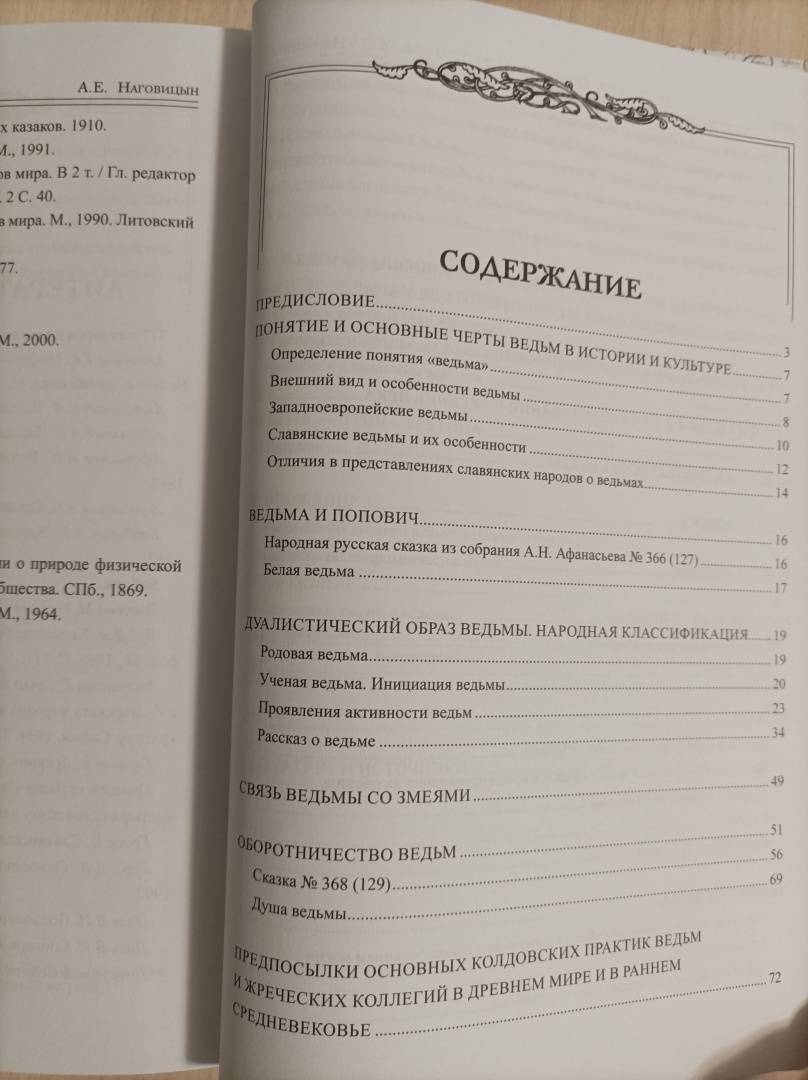 А.Е. Наговицын
х казаков. 1910.
М., 1991.
ов мира. В 2 т. / Гл. редактор
2 С. 40.
в мира. М., 1990. Литовский
77.
М., 2000.
и о природе физической
бщества. СПб., 1869.
М., 1964.
СОДЕРЖАНИЕ
ПРЕДИСЛОВИЕ 3
ПОНЯТИЕ И ОСНОВНЫЕ ЧЕРТЫ ВЕДЬМ В ИСТОРИИ И КУЛЬТУРЕ 7
Определение понятия «ведьма» 7
Внешний вид и особенности ведьмы 8
Западноевропейские ведьмы 10
Славянские ведьмы и их особенности 12
Отличия в представлениях славянских народов о ведьмах 14
ВЕДЬМА И ПОПОВИЧ 16
Народная русская сказка из собрания А.Н. Афанасьева № 366 (127) 16
Белая ведьма 17
ДУАЛИСТИЧЕСКИЙ ОБРАЗ ВЕДЬМЫ. НАРОДНАЯ КЛАССИФИКАЦИЯ 19
Родовая ведьма 19
Ученая ведьма. Инициация ведьмы 20
Проявления активности ведьм 23
Рассказ о ведьме 34
СВЯЗЬ ВЕДЬМЫ СО ЗМЕЯМИ 49
ОБОРОТНИЧЕСТВО ВЕДЬМ 51
Сказка № 368 (129) 56
Душа ведьмы 69
ПРЕДПОСЫЛКИ ОСНОВНЫХ КОЛДОВСКИХ ПРАКТИК ВЕДЬМ
И ЖРЕЧЕСКИХ КОЛЛЕГИЙ В ДРЕВНЕМ МИРЕ И В РАННЕМ
СРЕДНЕВЕКОВЬЕ 72